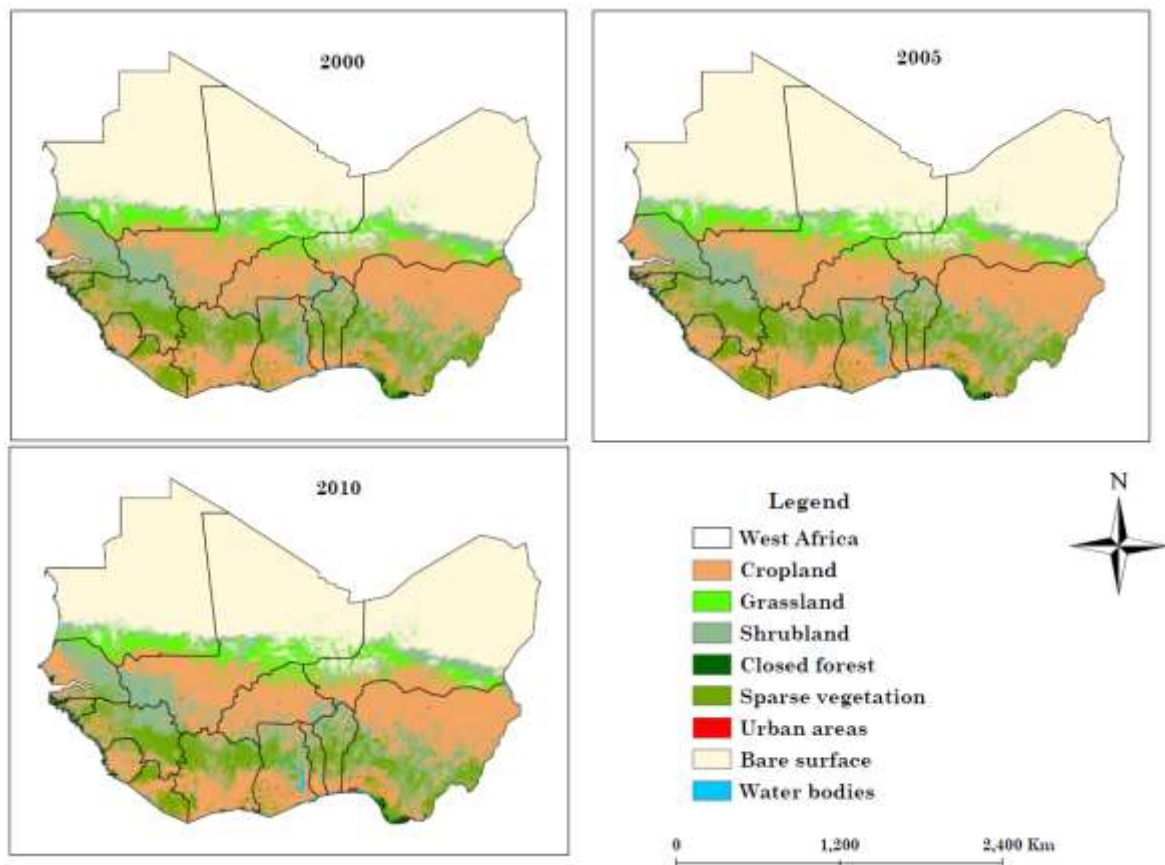 2000
2005
2010
Legend
West Africa
Cropland
Grassland
Shrubland
Closed forest
Sparse vegetation
Urban areas
Bare surface
Water bodies
N
0 1,200 2,400 Km